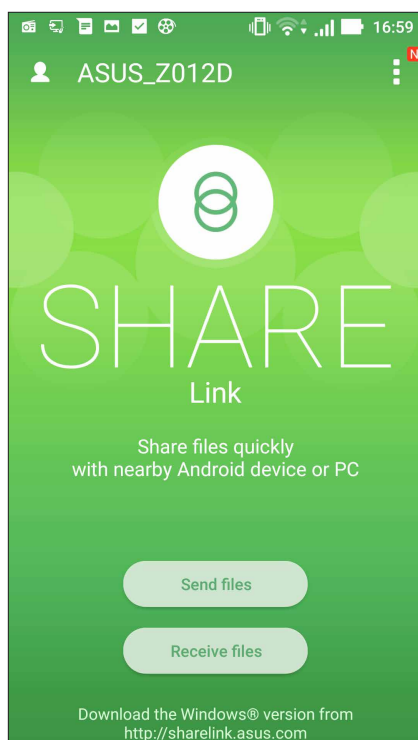 16:59
N
ASUS_Z012D
SHARE
Link
Share files quickly
with nearby Android device or PC
Send files
Receive files
Download the Windows® version from
http://sharelink.asus.com